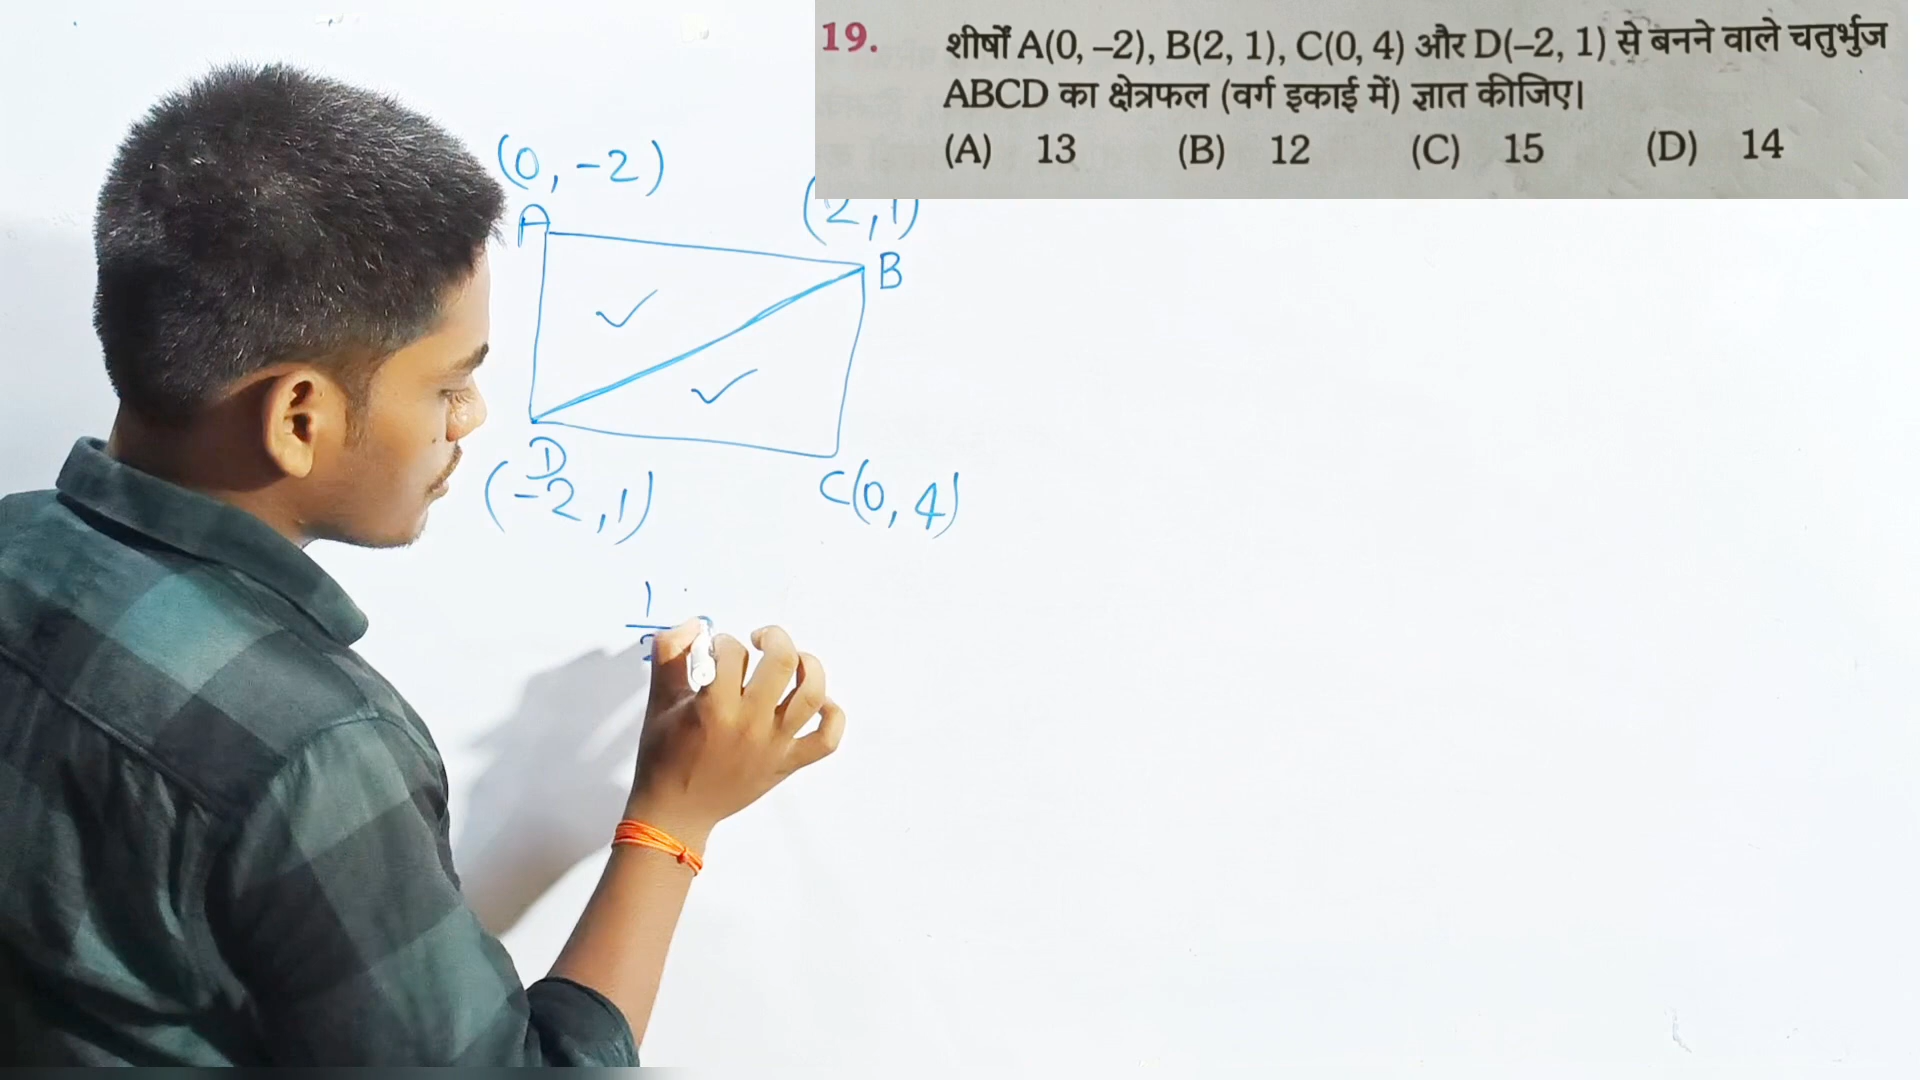 19. शीर्षों A(0, –2), B(2, 1), C(0, 4) और D(–2, 1) से बनने वाले चतुर्भुज
ABCD का क्षेत्रफल (वर्ग इकाई में) ज्ञात कीजिए।
(A) 13 (B) 12 (C) 15 (D) 14
(0, -2)
(2, 1)
A
B
D
(-2, 1)
C(0, 4)
1